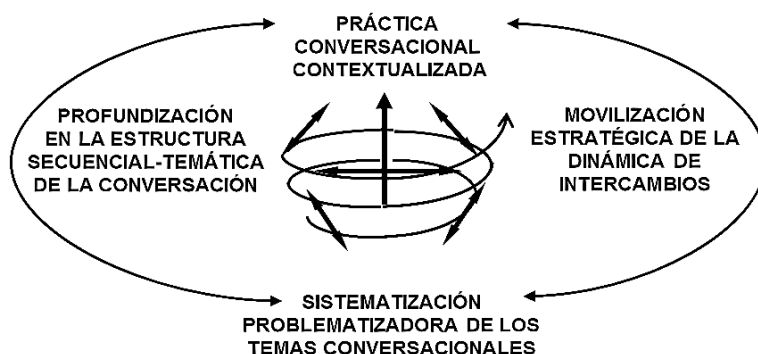 PRÁCTICA
CONVERSACIONAL
CONTEXTUALIZADA
PROFUNDIZACIÓN
EN LA ESTRUCTURA
SECUENCIAL-TEMÁTICA
DE LA CONVERSACIÓN
MOVILIZACIÓN
ESTRATÉGICA DE LA
DINÁMICA DE
INTERCAMBIOS
SISTEMATIZACIÓN
PROBLEMATIZADORA DE LOS
TEMAS CONVERSACIONALES